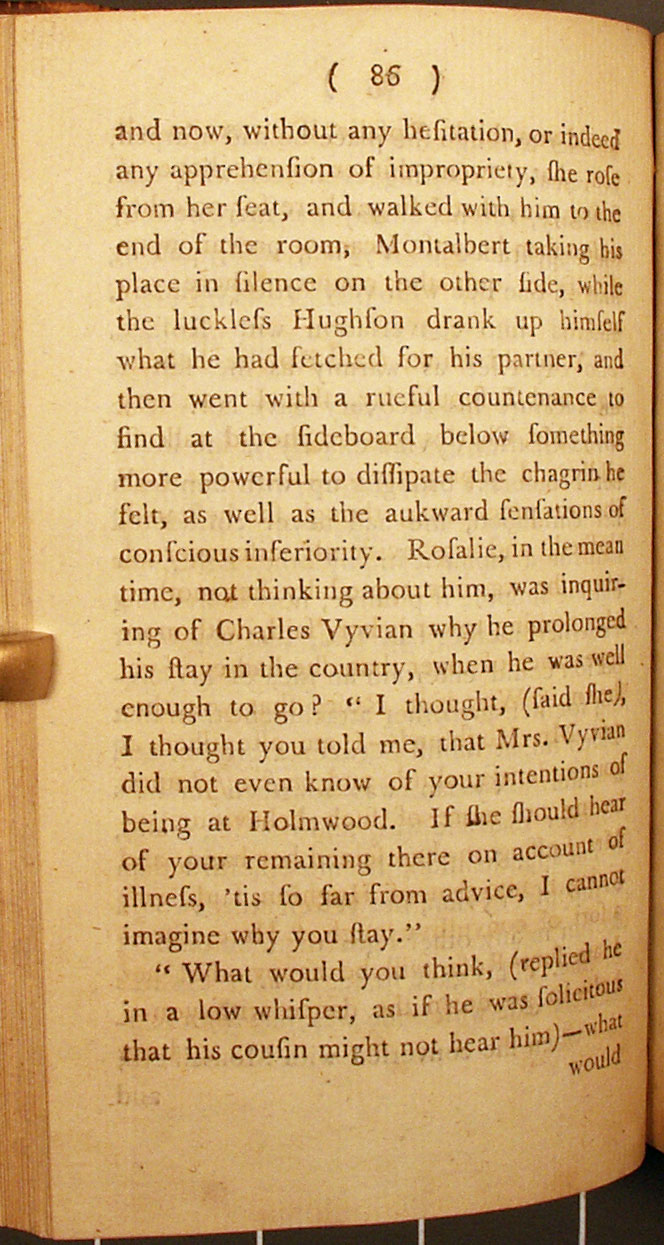 ( 86 )
and now, without any heſitation, or indeed
any apprehenſion of impropriety, ſhe roſe
from her ſeat, and walked with him to the
end of the room, Montalbert taking his
place in ſilence on the other ſide, while
the luckleſs Hughſon drank up himſelf
what he had fetched for his partner, and
then went with a rueful countenance to
find at the ſideboard below ſomething
more powerful to diſſipate the chagrin he
felt, as well as the aukward ſenſations of
conſcious inferiority. Roſalie, in the mean
time, not thinking about him, was inquir-
ing of Charles Vyvian why he prolonged
his ſtay in the country, when he was well
enough to go? “ I thought, (ſaid ſhe),
I thought you told me, that Mrs. Vyvian
did not even know of your intentions of
being at Holmwood. If ſhe ſhould hear
of your remaining there on account of
illneſs, ’tis ſo far from advice, I cannot
imagine why you ſtay.”
“ What would you think, (replied he
in a low whiſper, as if he was ſolicitous
that his couſin might not hear him)—what
would